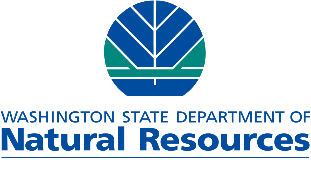 WASHINGTON STATE DEPARTMENT OF
Natural Resources